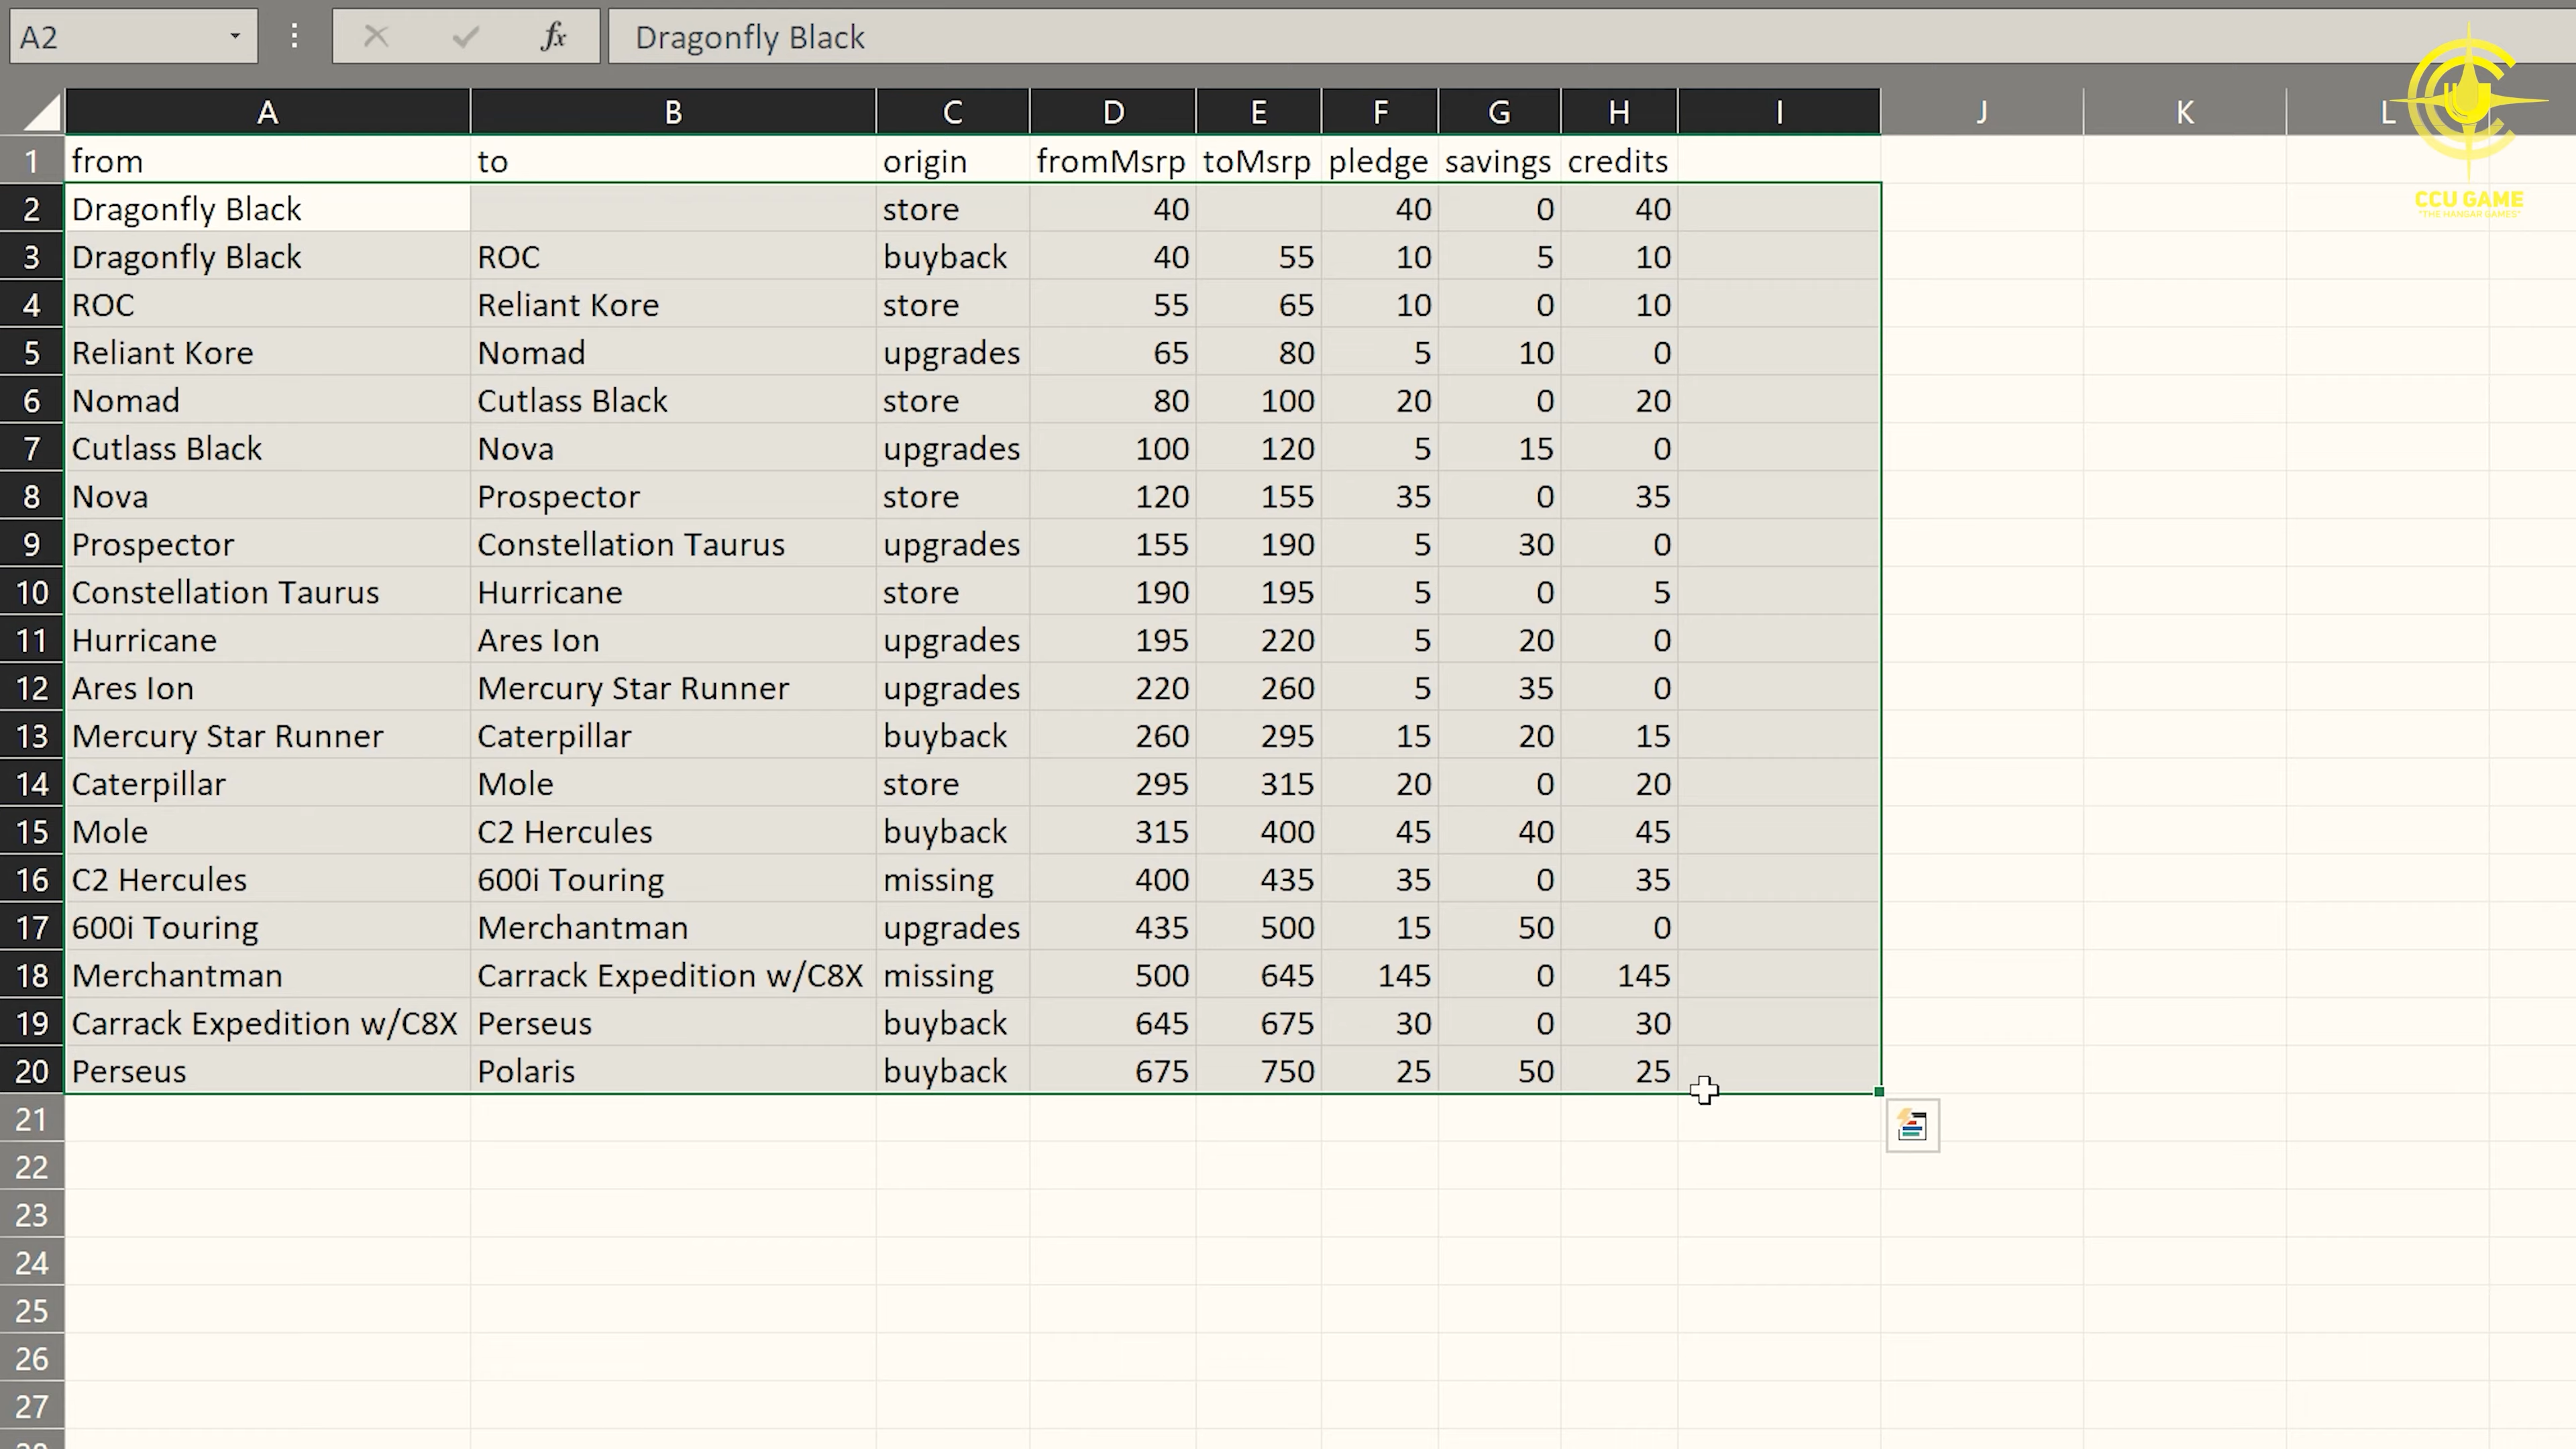 A2 fx Dragonfly Black
A B C D E F G H I J K L
1 from to origin fromMsrp toMsrp pledge savings credits
2 Dragonfly Black store 40 40 0 40
3 Dragonfly Black ROC buyback 40 55 10 5 10
4 ROC Reliant Kore store 55 65 10 0 10
5 Reliant Kore Nomad upgrades 65 80 5 10 0
6 Nomad Cutlass Black store 80 100 20 0 20
7 Cutlass Black Nova upgrades 100 120 5 15 0
8 Nova Prospector store 120 155 35 0 35
9 Prospector Constellation Taurus upgrades 155 190 5 30 0
10 Constellation Taurus Hurricane store 190 195 5 0 5
11 Hurricane Ares Ion upgrades 195 220 5 20 0
12 Ares Ion Mercury Star Runner upgrades 220 260 5 35 0
13 Mercury Star Runner Caterpillar buyback 260 295 15 20 15
14 Caterpillar Mole store 295 315 20 0 20
15 Mole C2 Hercules buyback 315 400 45 40 45
16 C2 Hercules 600i Touring missing 400 435 35 0 35
17 600i Touring Merchantman upgrades 435 500 15 50 0
18 Merchantman Carrack Expedition w/C8X missing 500 645 145 0 145
19 Carrack Expedition w/C8X Perseus buyback 645 675 30 0 30
20 Perseus Polaris buyback 675 750 25 50 25
21
22
23
24
25
26
27
CCU GAME
"THE HANGAR GAMES"